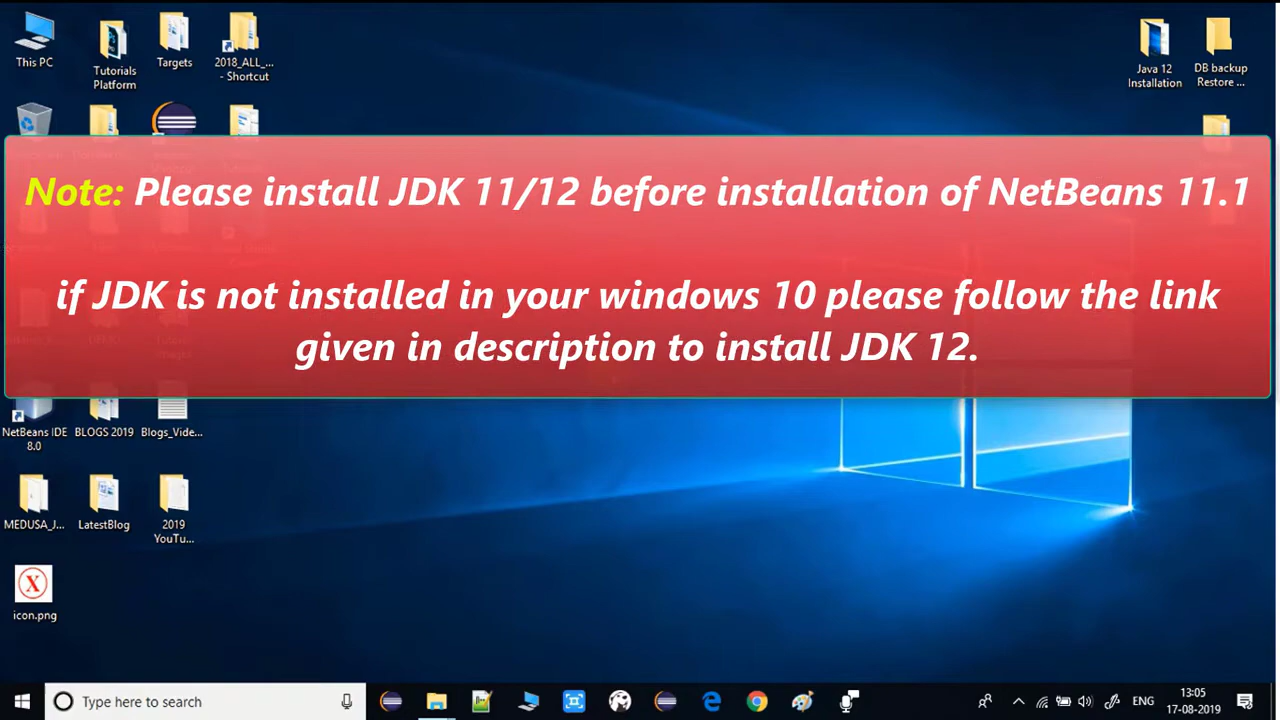 This PC
Tutorials
Platform
Targets
2018_ALL_...
- Shortcut
Java 12
Installation
DB backup
Restore ...
Note: Please install JDK 11/12 before installation of NetBeans 11.1
if JDK is not installed in your windows 10 please follow the link
given in description to install JDK 12.
NetBeans IDE
8.0
BLOGS 2019
Blogs_Vide...
MEDUSA_J...
LatestBlog
2019
YouTu...
X
icon.png
Type here to search
ENG
13:05
17-08-2019